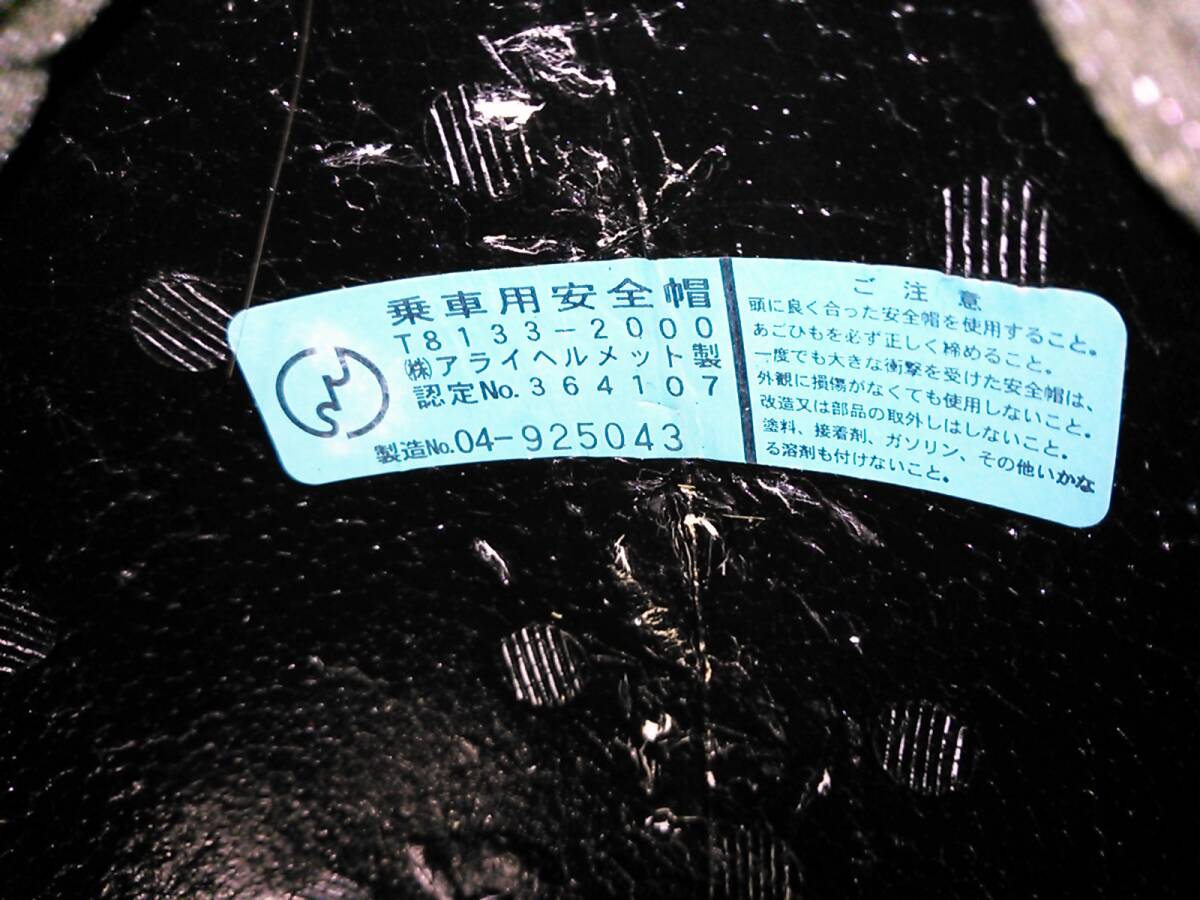 乗車用安全帽
T8133-2000
㈱アライヘルメット製
認定No.364107
製造No.04-925043
ご注意
頭に良く合った安全帽を使用すること。
あごひもを必ず正しく締めること。
一度でも大きな衝撃を受けた安全帽は、
外観に損傷がなくても使用しないこと。
改造又は部品の取外しはしないこと。
塗料、接着剤、ガソリン、その他いかな
る溶剤も付けないこと。